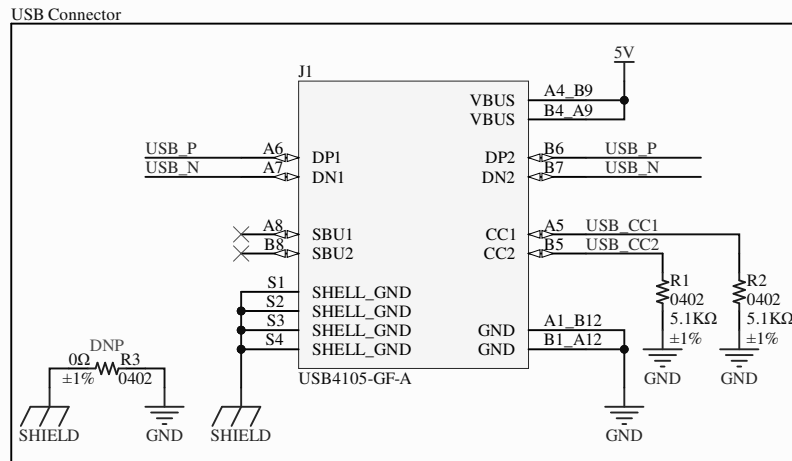 USB Connector
J1
5V
VBUS A4_B9
VBUS B4_A9
USB_P A6 DP1 DP2 B6 USB_P
USB_N A7 DN1 DN2 B7 USB_N
A8 SBU1 CC1 A5 USB_CC1
B8 SBU2 CC2 B5 USB_CC2
R1
0402
5.1KΩ
±1%
R2
0402
5.1KΩ
±1%
S1 SHELL_GND
S2 SHELL_GND
S3 SHELL_GND GND A1_B12
S4 SHELL_GND GND B1_A12
USB4105-GF-A
DNP
0Ω R3
±1% 0402
SHIELD
GND
SHIELD
GND
GND
GND